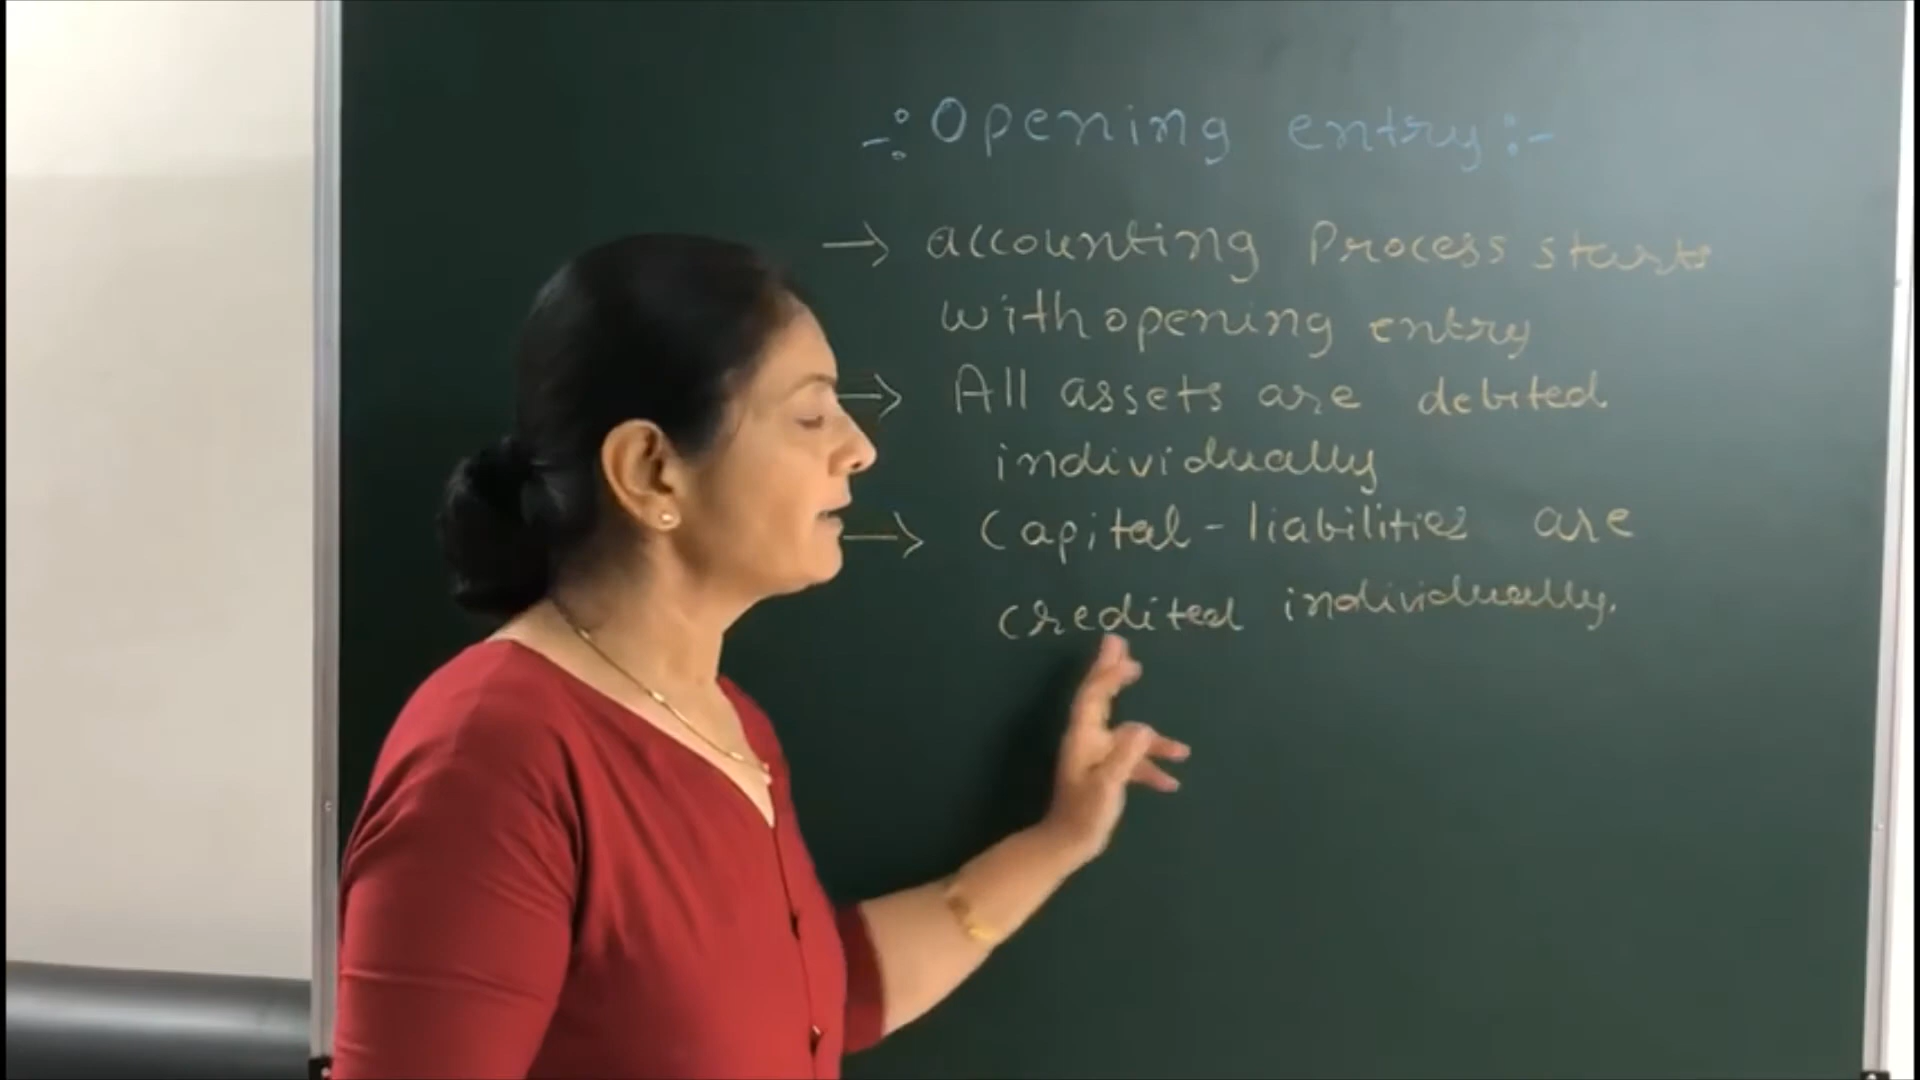 -:Opening entry:-
→ accounting Process starts
with opening entry
→ All assets are debited
individually
→ Capital-liabilities are
credited individually.